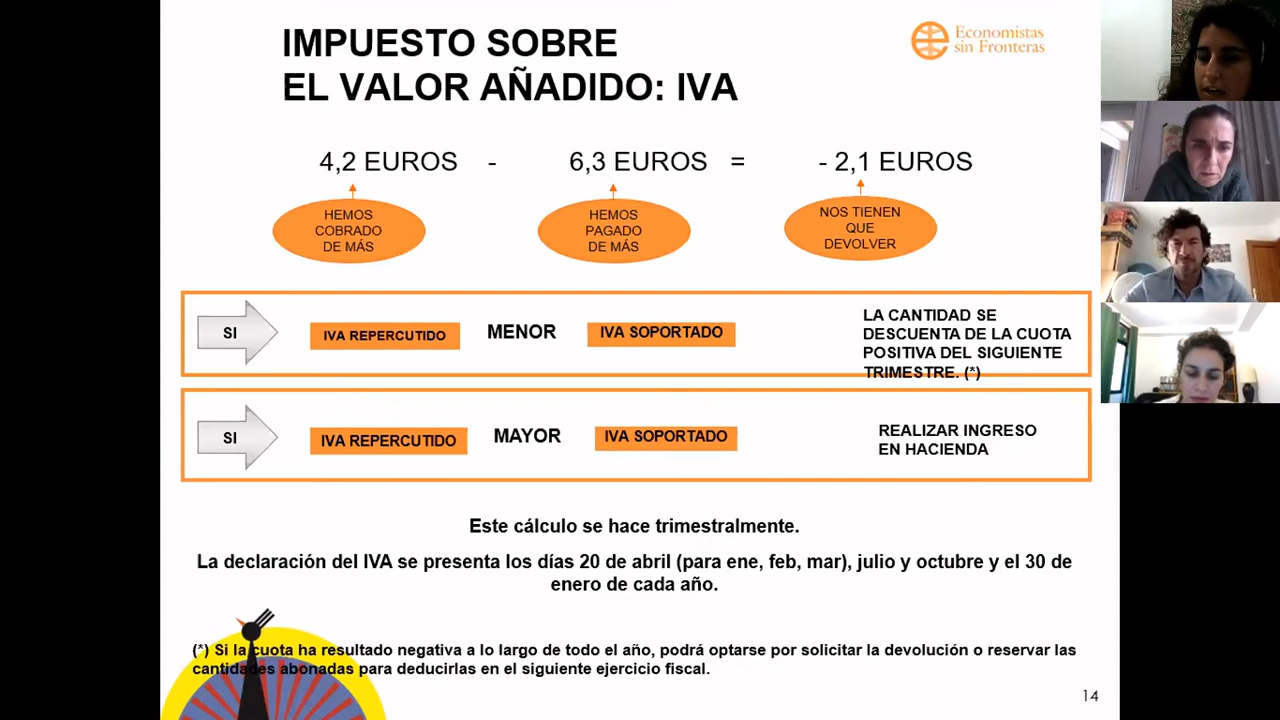 IMPUESTO SOBRE
EL VALOR AÑADIDO: IVA
Economistas
sin Fronteras
4,2 EUROS - 6,3 EUROS = - 2,1 EUROS
HEMOS
COBRADO
DE MÁS
HEMOS
PAGADO
DE MÁS
NOS TIENEN
QUE
DEVOLVER
SI
IVA REPERCUTIDO
MENOR
IVA SOPORTADO
LA CANTIDAD SE
DESCUENTA DE LA CUOTA
POSITIVA DEL SIGUIENTE
TRIMESTRE. (*)
SI
IVA REPERCUTIDO
MAYOR
IVA SOPORTADO
REALIZAR INGRESO
EN HACIENDA
Este cálculo se hace trimestralmente.
La declaración del IVA se presenta los días 20 de abril (para ene, feb, mar), julio y octubre y el 30 de
enero de cada año.
(*) Si la cuota ha resultado negativa a lo largo de todo el año, podrá optarse por solicitar la devolución o reservar las
cantidades abonadas para deducirlas en el siguiente ejercicio fiscal.
14